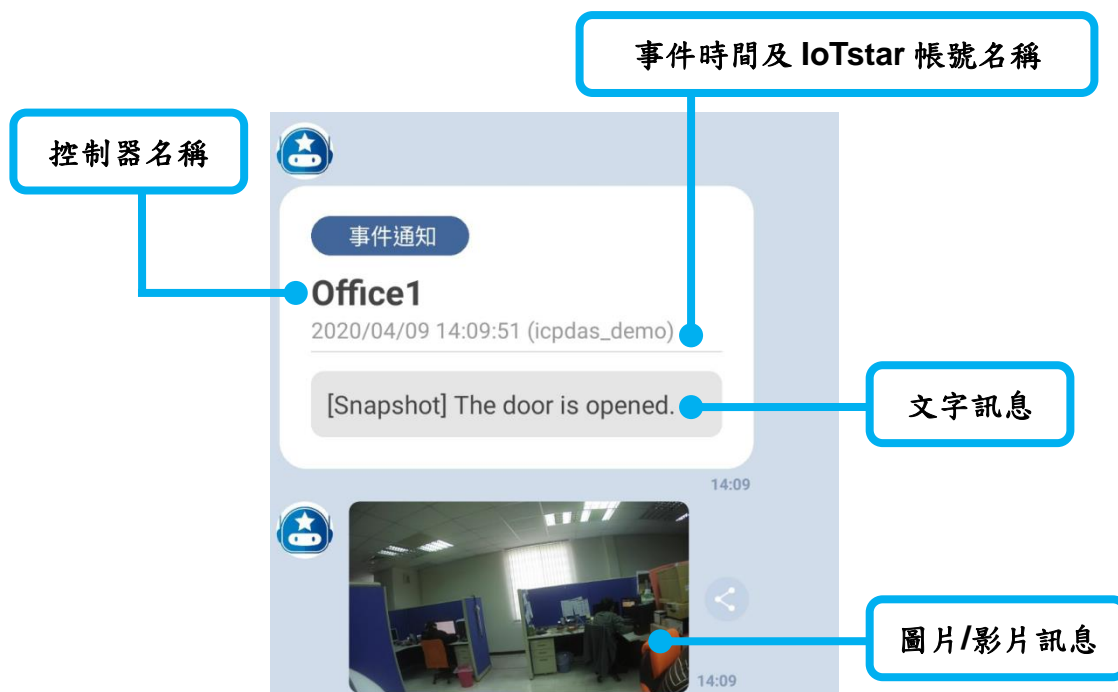 事件時間及 IoTstar 帳號名稱
控制器名稱
事件通知
Office1
2020/04/09 14:09:51 (icpdas_demo)
[Snapshot] The door is opened.
文字訊息
14:09
圖片/影片訊息
14:09